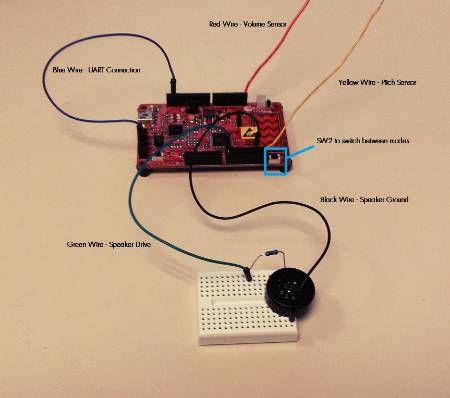 Red Wire - Volume Sensor
Blue Wire - UART Connection
Yellow Wire - Pitch Sensor
SW2 to switch between modes
Black Wire - Speaker Ground
Green Wire - Speaker Drive